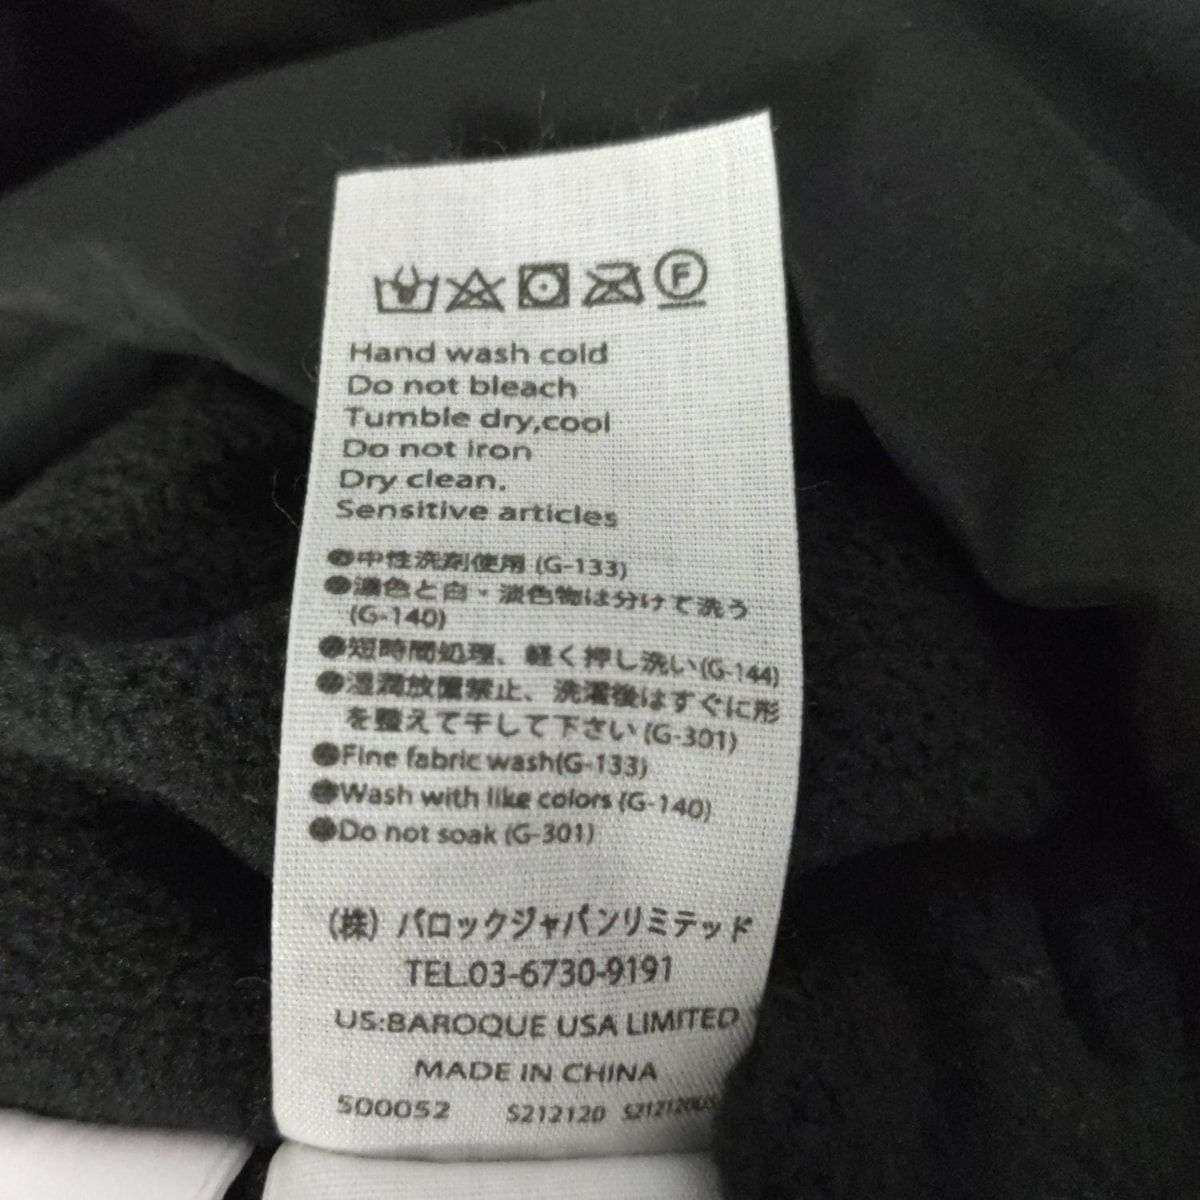 F
Hand wash cold
Do not bleach
Tumble dry,cool
Do not iron
Dry clean.
Sensitive articles
●中性洗剤使用 (G-133)
●濃色と白・淡色物は分けて洗う
(G-140)
●短時間処理、軽く押し洗い(G-144)
●湿潤放置禁止、洗濯後はすぐに形
を整えて干して下さい (G-301)
●Fine fabric wash(G-133)
●Wash with like colors (G-140)
●Do not soak (G-301)
(株) バロックジャパンリミテッド
TEL.03-6730-9191
US:BAROQUE USA LIMITED
MADE IN CHINA
500052 S212120 S212120US